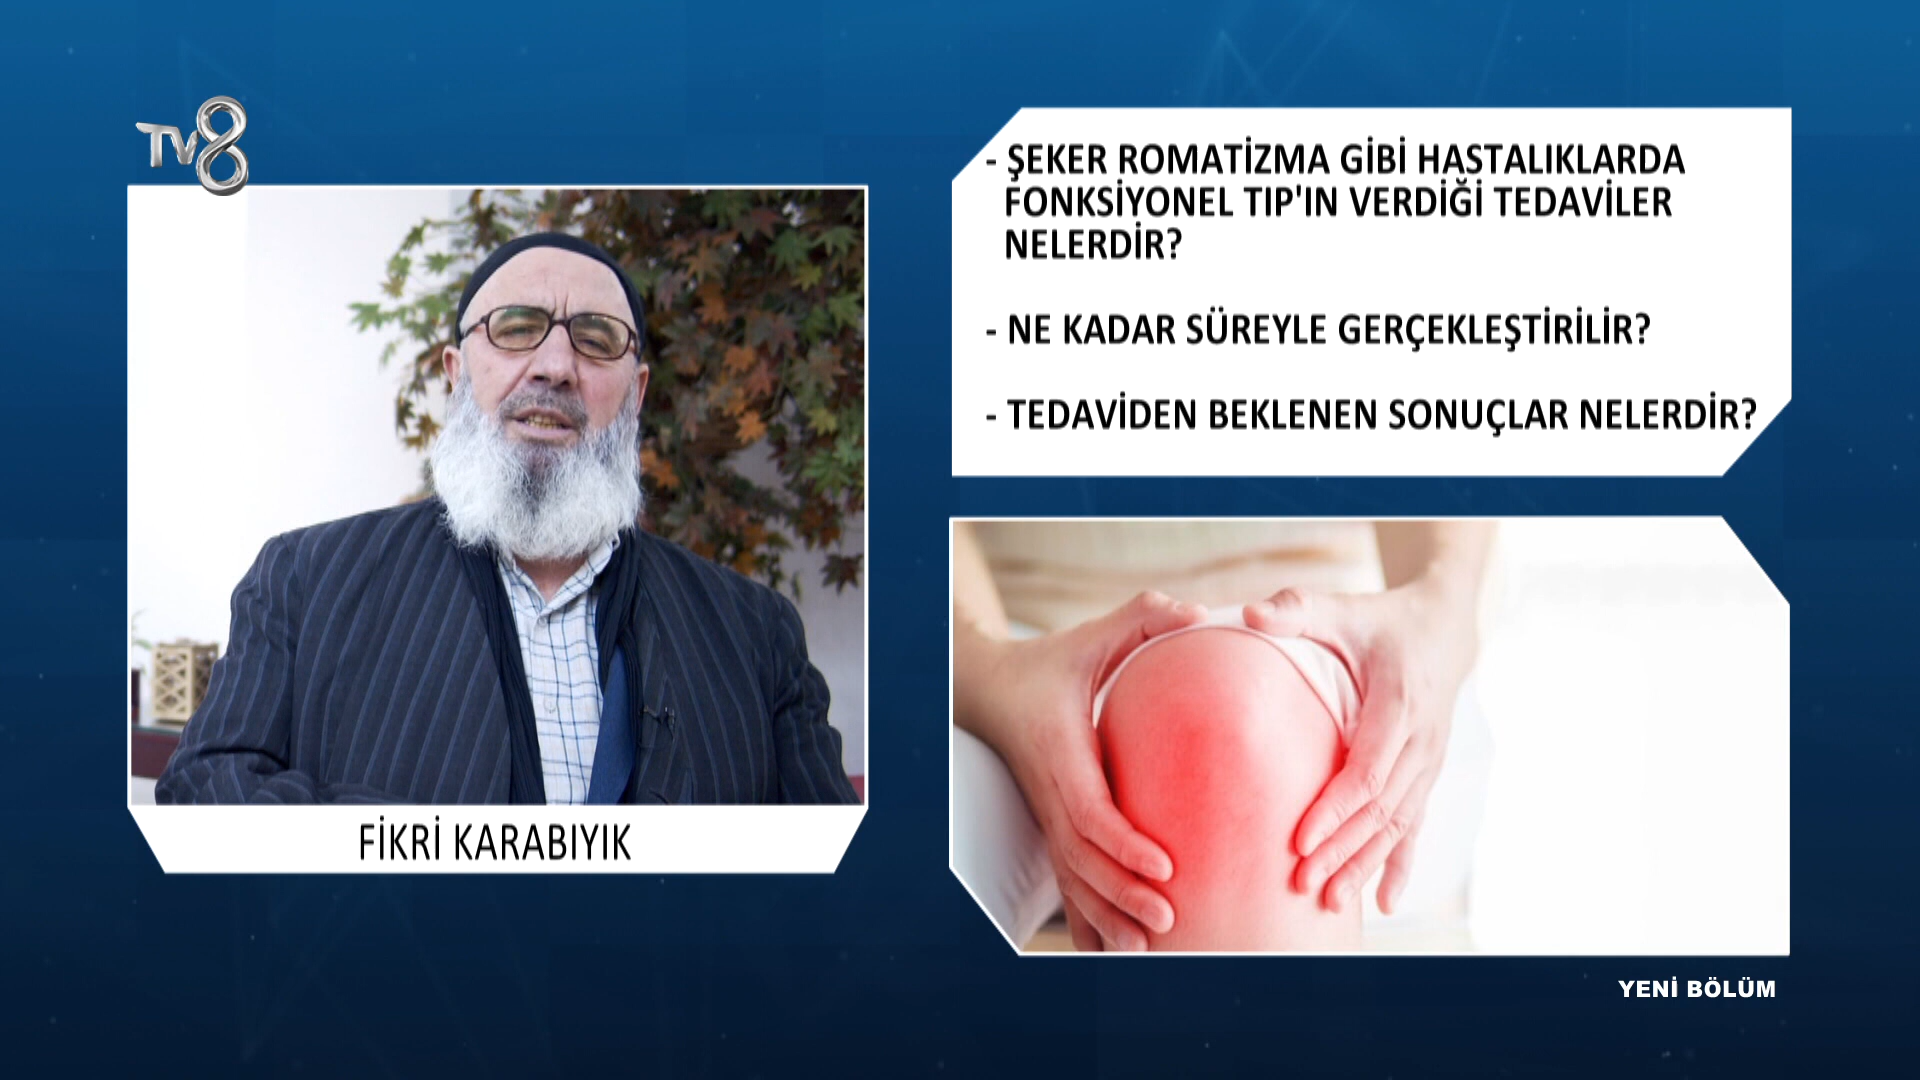 TV8
- ŞEKER ROMATİZMA GİBİ HASTALIKLARDA
FONKSİYONEL TIP'IN VERDİĞİ TEDAVİLER
NELERDİR?
- NE KADAR SÜREYLE GERÇEKLEŞTİRİLİR?
- TEDAVİDEN BEKLENEN SONUÇLAR NELERDİR?
FİKRİ KARABIYIK
YENİ BÖLÜM